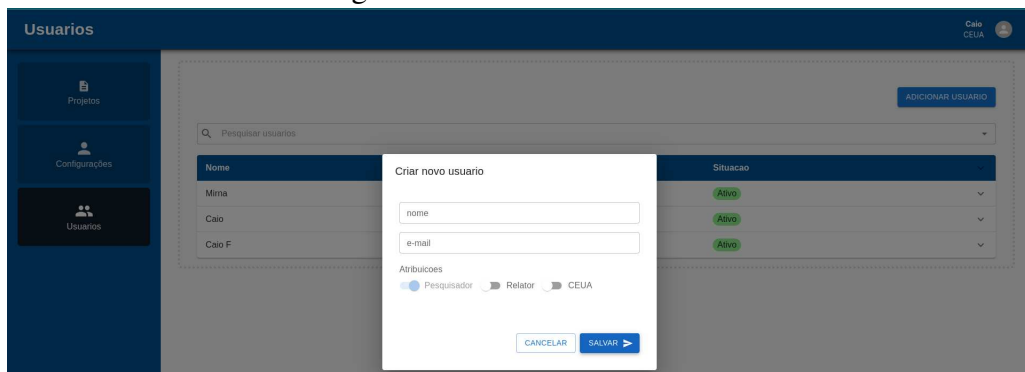 Usuarios
Caio
CEUA
Projetos
Configurações
Usuarios
ADICIONAR USUARIO
Pesquisar usuarios
Nome
Situacao
Mirna
Ativo
Caio
Ativo
Caio F
Ativo
Criar novo usuario
nome
e-mail
Atribuicoes
Pesquisador Relator CEUA
CANCELAR SALVAR